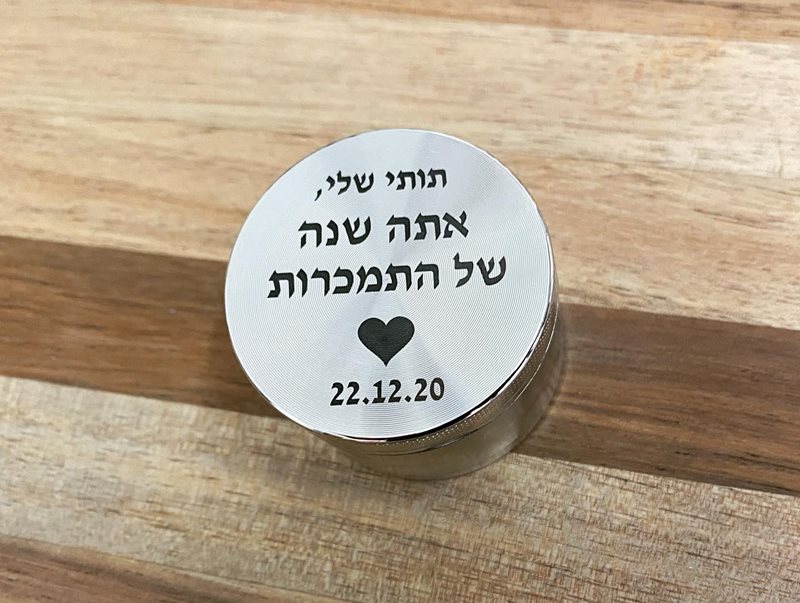 תותי שלי,
אתה שנה
של התמכרות
22.12.20